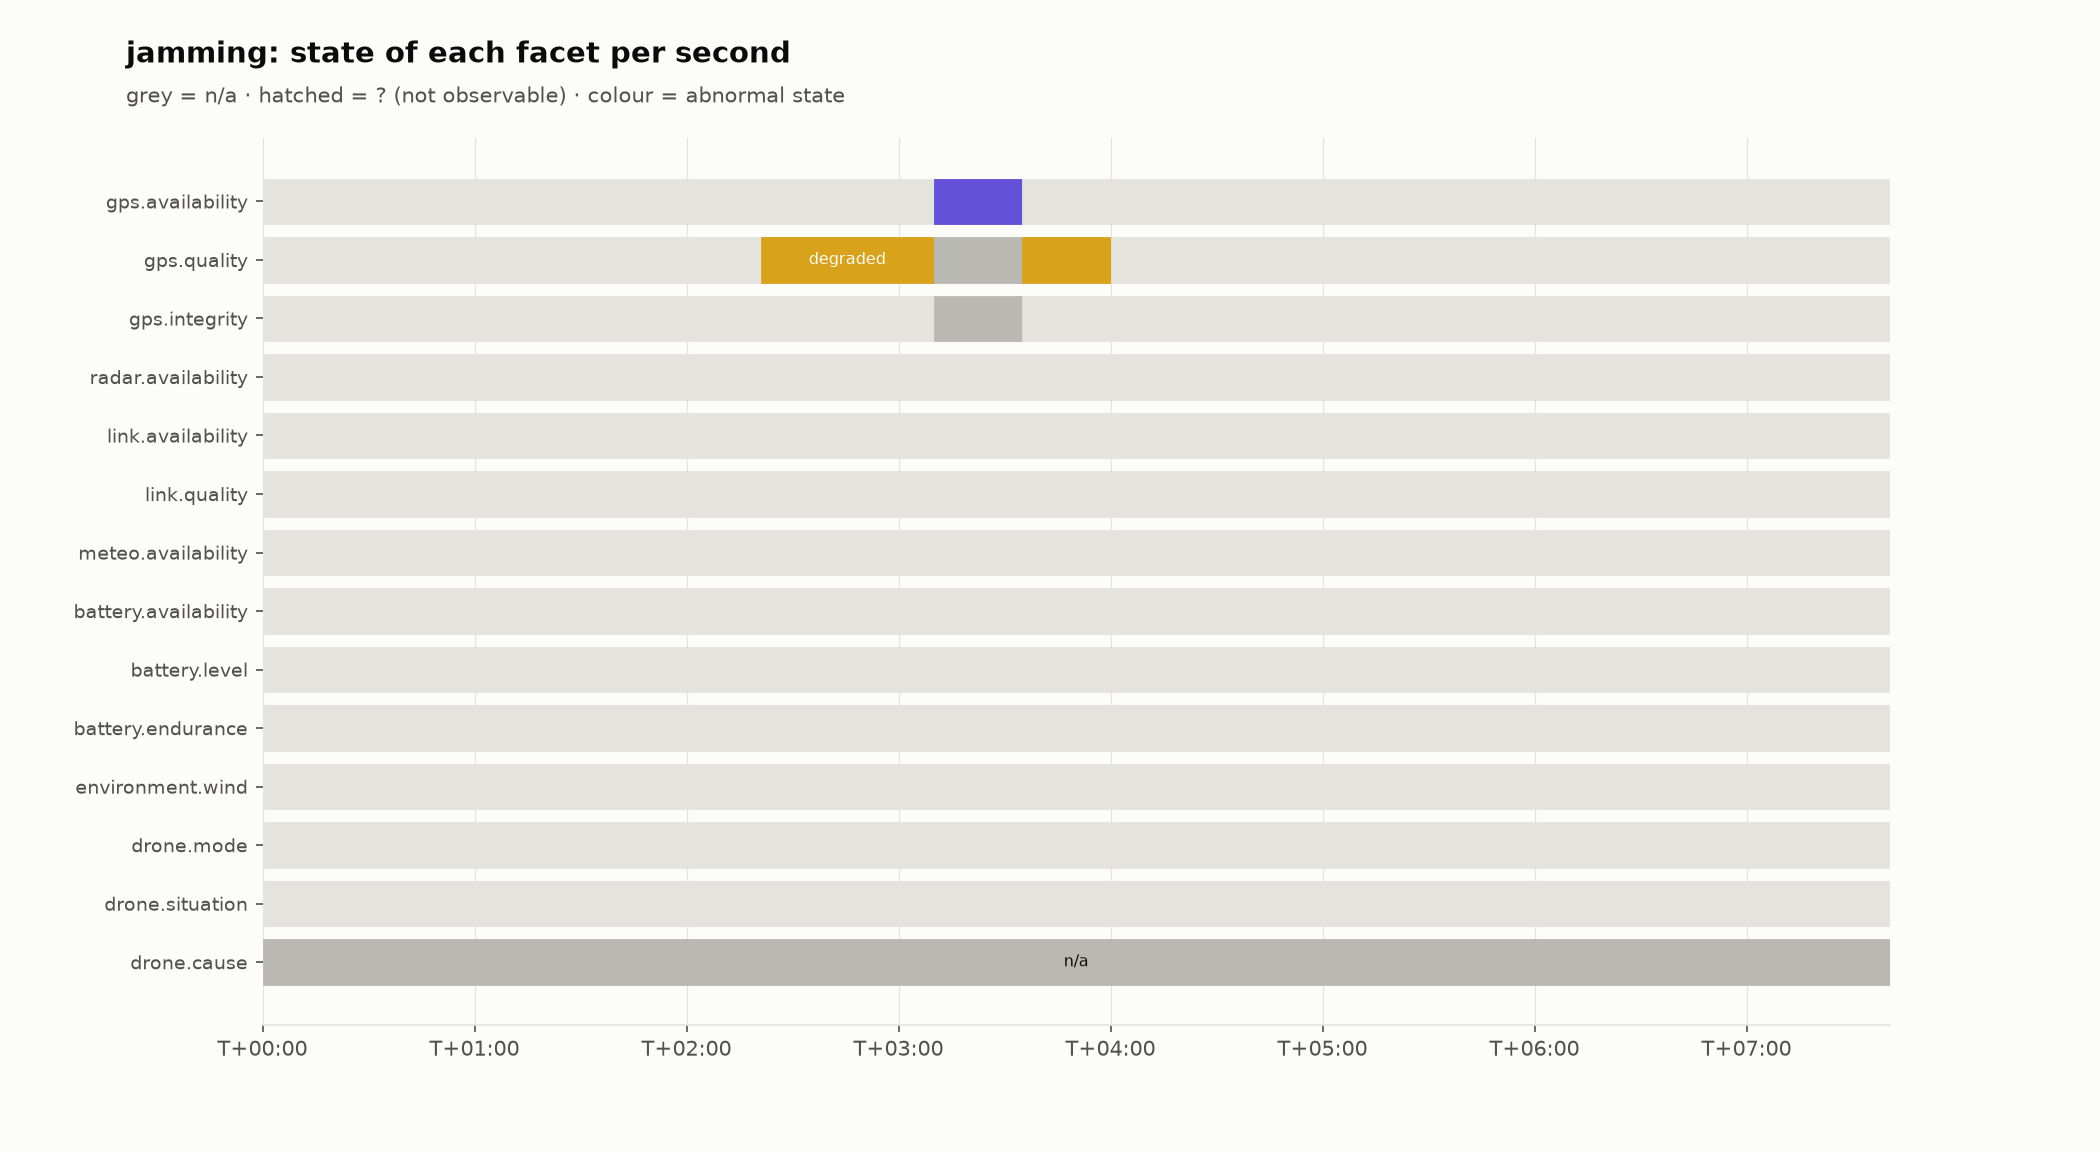 jamming: state of each facet per second
grey = n/a · hatched = ? (not observable) · colour = abnormal state
gps.availability
gps.quality
degraded
gps.integrity
radar.availability
link.availability
link.quality
meteo.availability
battery.availability
battery.level
battery.endurance
environment.wind
drone.mode
drone.situation
drone.cause
n/a
T+00:00 T+01:00 T+02:00 T+03:00 T+04:00 T+05:00 T+06:00 T+07:00